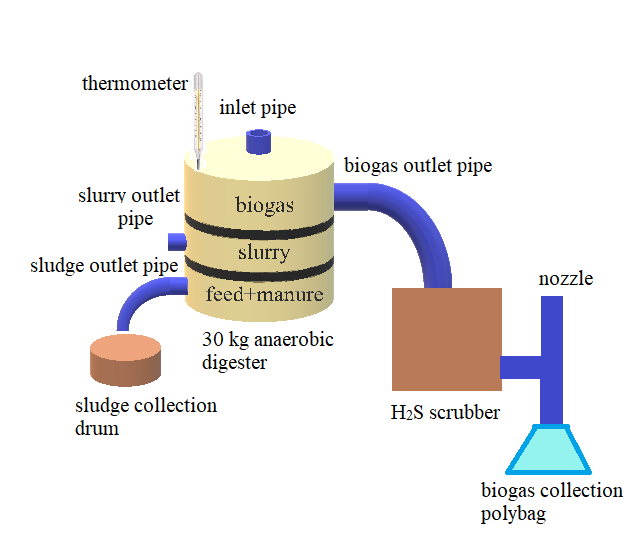 thermometer
inlet pipe
biogas outlet pipe
slurry outlet
pipe
biogas
slurry
sludge outlet pipe
feed+manure
nozzle
30 kg anaerobic
digester
sludge collection
drum
H2S scrubber
biogas collection
polybag